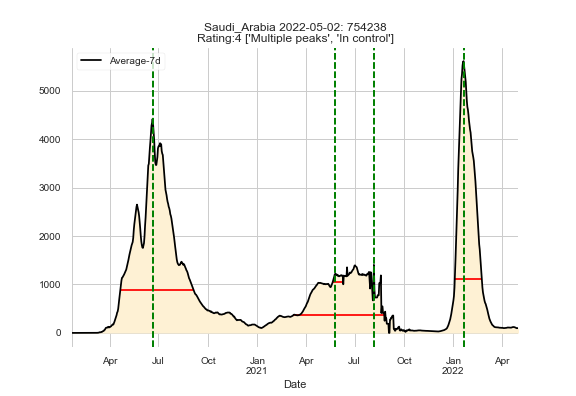 Saudi_Arabia 2022-05-02: 754238
Rating:4 ['Multiple peaks', 'In control']
Average-7d
5000
4000
3000
2000
1000
0
Apr Jul Oct Jan Apr Jul Oct Jan Apr
2021 2022
Date